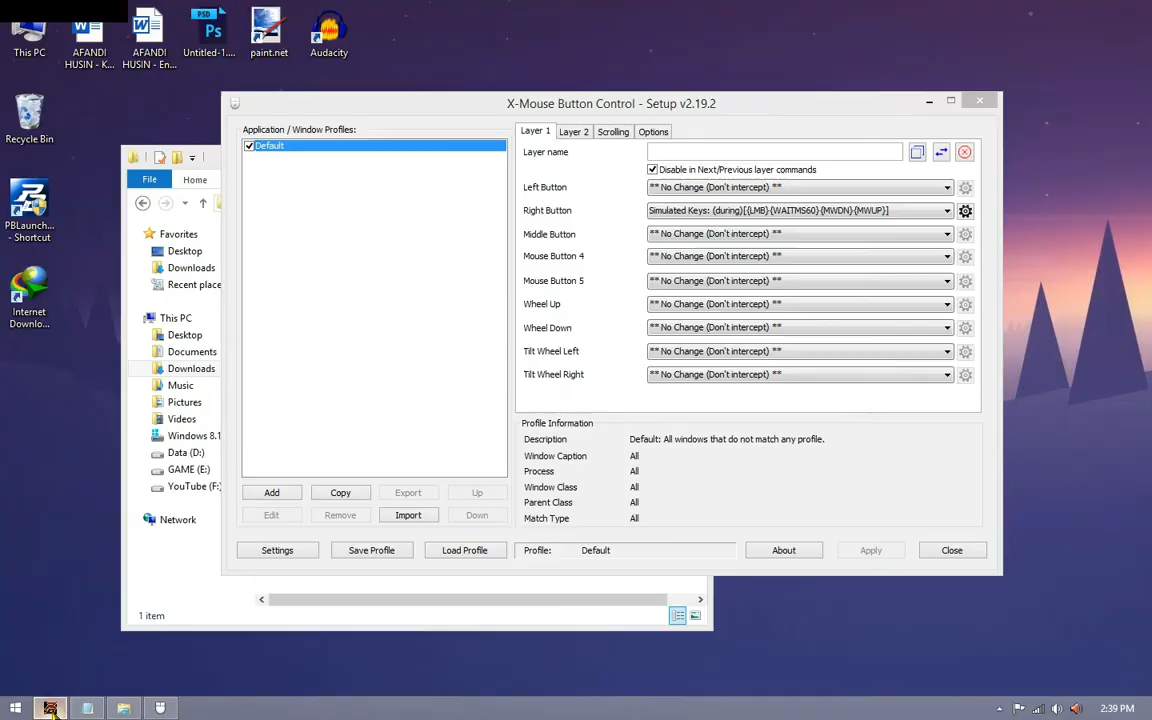 This PC
AFANDI HUSIN - K...
AFANDI HUSIN - En...
PSD
Ps
Untitled-1....
paint.net
Audacity
Recycle Bin
PBLaunch... - Shortcut
Internet Downlo...
File
Home
Favorites
Desktop
Downloads
Recent place
This PC
Desktop
Documents
Downloads
Music
Pictures
Videos
Windows 8.1
Data (D:)
GAME (E:)
YouTube (F:
Network
1 item
X-Mouse Button Control - Setup v2.19.2
Application / Window Profiles:
Default
Add
Copy
Export
Up
Edit
Remove
Import
Down
Layer 1
Layer 2
Scrolling
Options
Layer name
Disable in Next/Previous layer commands
Left Button ** No Change (Don't intercept) **
Right Button Simulated Keys: (during)[{LMB}{WAITMS60}{MWDN}{MWUP}]
Middle Button ** No Change (Don't intercept) **
Mouse Button 4 ** No Change (Don't intercept) **
Mouse Button 5 ** No Change (Don't intercept) **
Wheel Up ** No Change (Don't intercept) **
Wheel Down ** No Change (Don't intercept) **
Tilt Wheel Left ** No Change (Don't intercept) **
Tilt Wheel Right ** No Change (Don't intercept) **
Profile Information
Description Default: All windows that do not match any profile.
Window Caption All
Process All
Window Class All
Parent Class All
Match Type All
Settings
Save Profile
Load Profile
Profile: Default
About
Apply
Close
2:39 PM